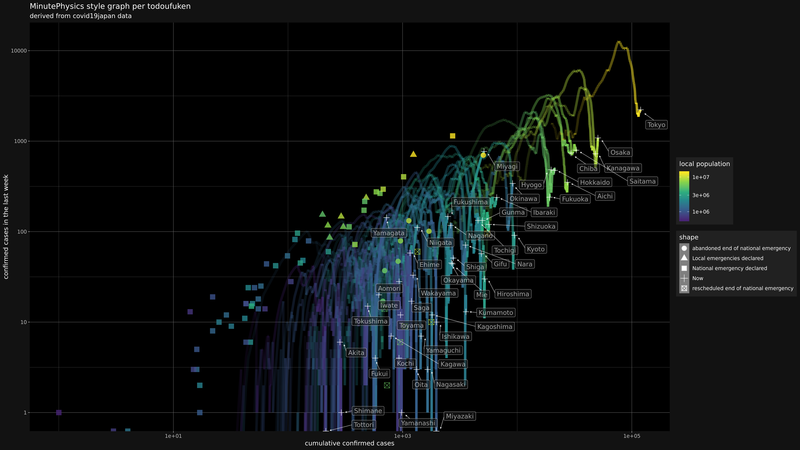 MinutePhysics style graph per todoufuken
derived from covid19japan data
confirmed cases in the last week
10000
1000
100
10
1
1e+01
1e+03
1e+05
cumulative confirmed cases
Tokyo
Osaka
Miyagi
Chiba
Kanagawa
Saitama
Hyogo
Hokkaido
Okinawa
Fukuoka
Aichi
Fukushima
Gunma
Ibaraki
Shizuoka
Yamagata
Nagano
Niigata
Tochigi
Kyoto
Ehime
Shiga
Gifu
Nara
Okayama
Aomori
Wakayama
Mie
Hiroshima
Iwate
Saga
Kumamoto
Tokushima
Toyama
Kagoshima
Ishikawa
Akita
Yamaguchi
Kochi
Kagawa
Fukui
Oita
Nagasaki
Shimane
Miyazaki
Tottori
Yamanashi
local population
1e+07
3e+06
1e+06
shape
abandoned end of national emergency
Local emergencies declared
National emergency declared
Now
rescheduled end of national emergency